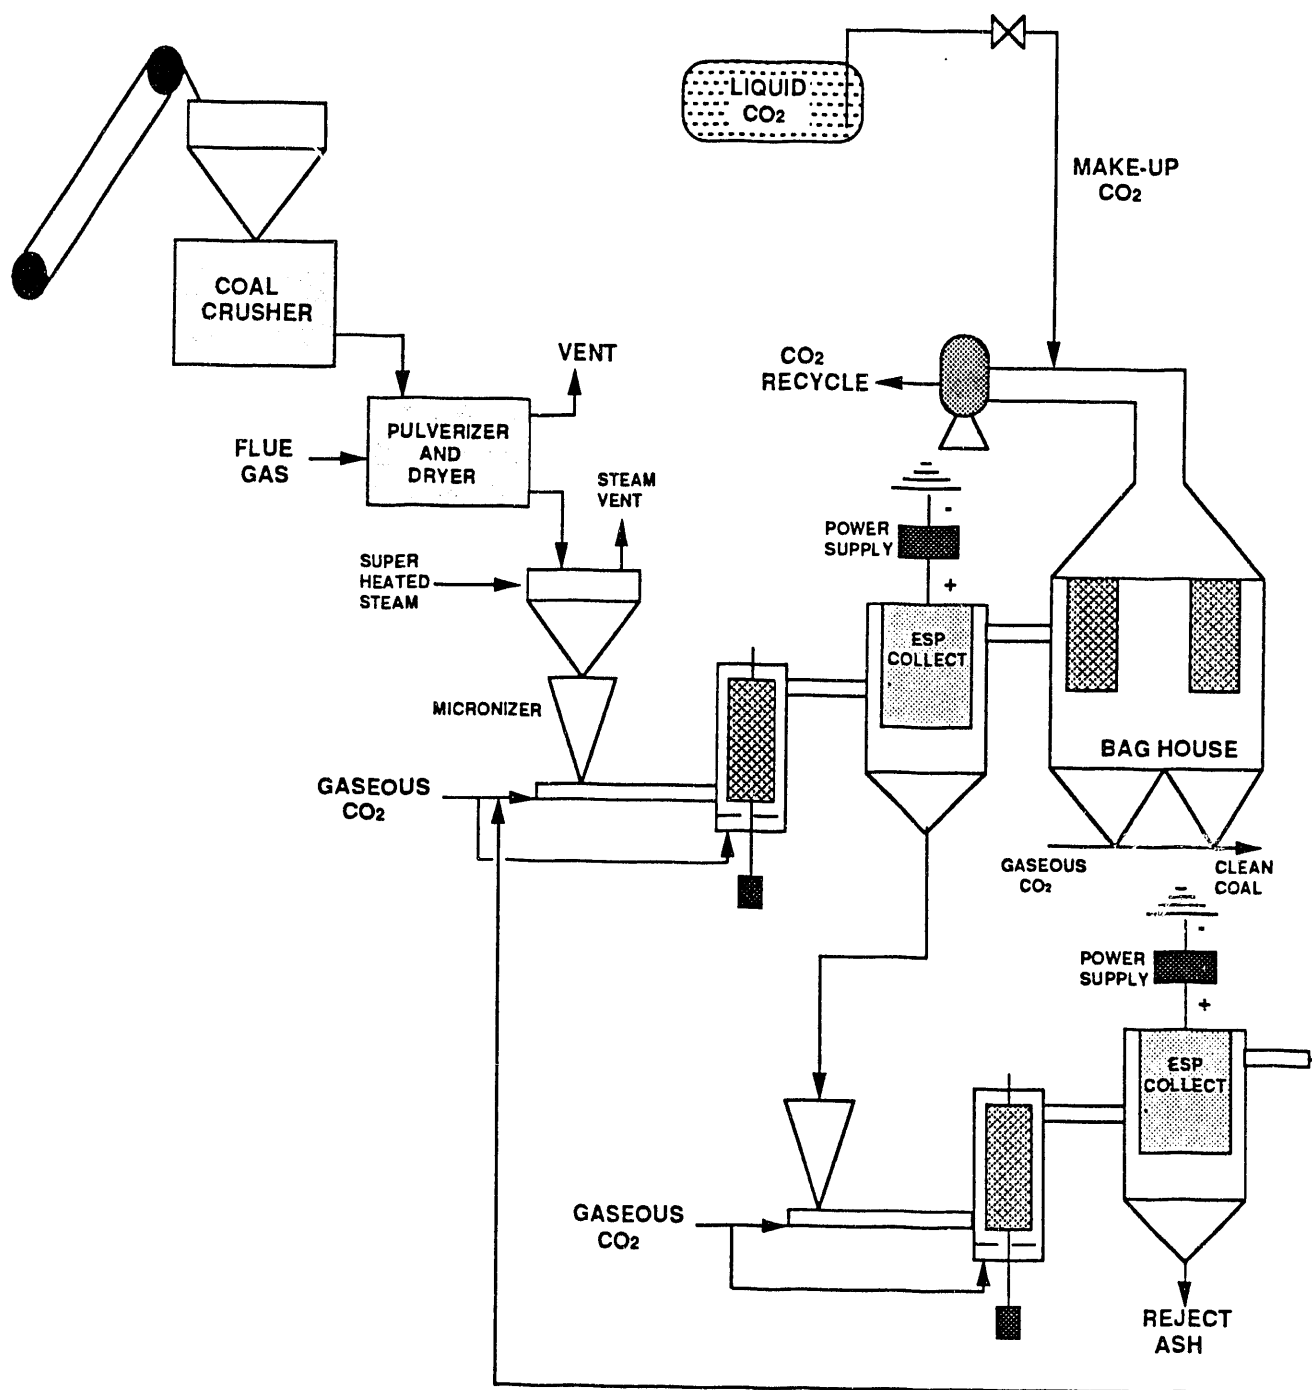 LIQUID
CO2
MAKE-UP
CO2
COAL
CRUSHER
VENT
CO2
RECYCLE
PULVERIZER
AND
DRYER
FLUE
GAS
STEAM
VENT
POWER
SUPPLY
-
+
SUPER
HEATED
STEAM
ESP
COLLECT
MICRONIZER
BAG HOUSE
GASEOUS
CO2
GASEOUS
CO2
CLEAN
COAL
POWER
SUPPLY
-
+
ESP
COLLECT
GASEOUS
CO2
REJECT
ASH